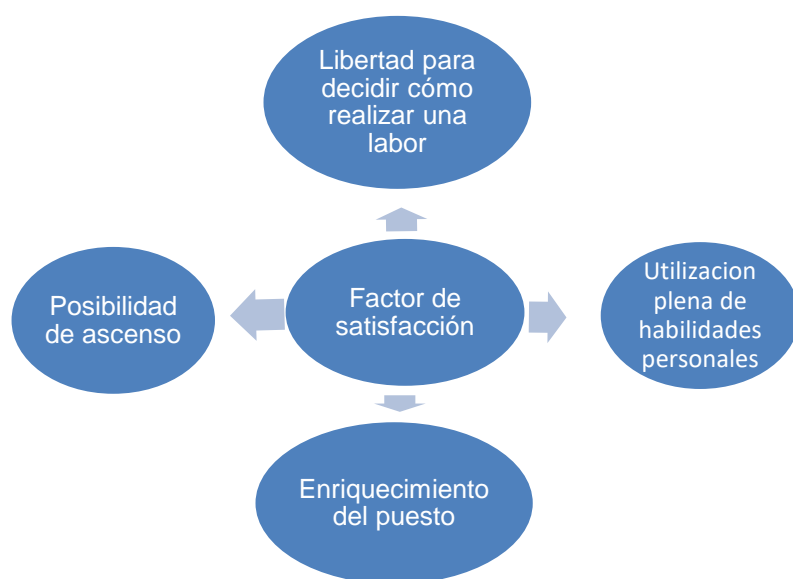 Libertad para
decidir cómo
realizar una
labor
Posibilidad
de ascenso
Factor de
satisfacción
Utilizacion
plena de
habilidades
personales
Enriquecimiento
del puesto